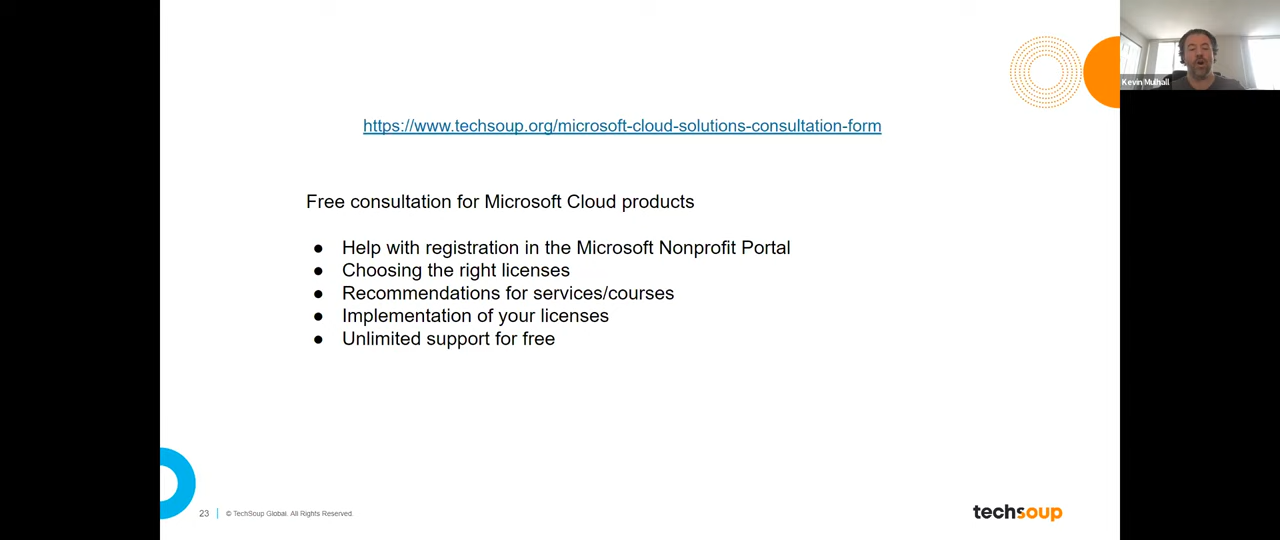 Kevin Mulhall
https://www.techsoup.org/microsoft-cloud-solutions-consultation-form
Free consultation for Microsoft Cloud products
● Help with registration in the Microsoft Nonprofit Portal
● Choosing the right licenses
● Recommendations for services/courses
● Implementation of your licenses
● Unlimited support for free
23 | © TechSoup Global. All Rights Reserved.
techsoup